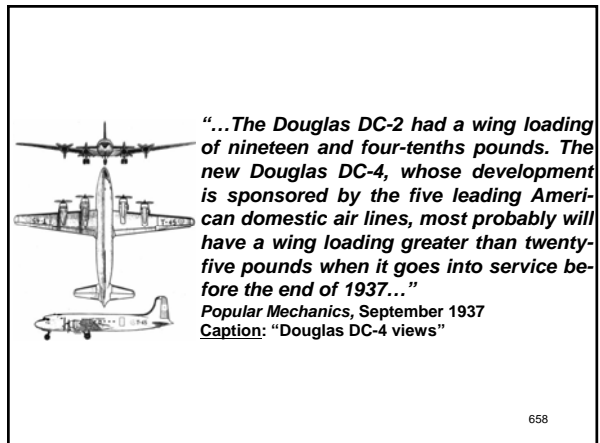 “…The Douglas DC-2 had a wing loading
of nineteen and four-tenths pounds. The
new Douglas DC-4, whose development
is sponsored by the five leading Ameri-
can domestic air lines, most probably will
have a wing loading greater than twenty-
five pounds when it goes into service be-
fore the end of 1937…”
Popular Mechanics, September 1937
Caption: “Douglas DC-4 views”
658